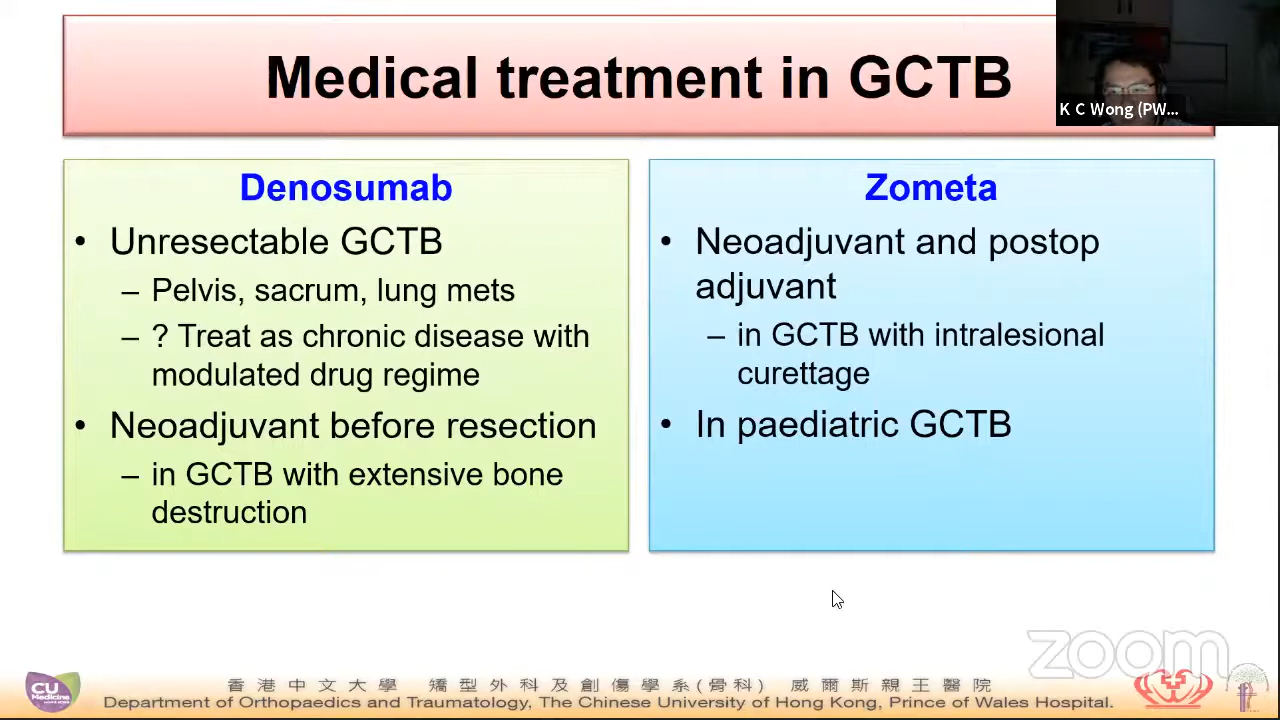 Medical treatment in GCTB
K C Wong (PW...
Denosumab
• Unresectable GCTB
– Pelvis, sacrum, lung mets
– ? Treat as chronic disease with
modulated drug regime
• Neoadjuvant before resection
– in GCTB with extensive bone
destruction
Zometa
• Neoadjuvant and postop
adjuvant
– in GCTB with intralesional
curettage
• In paediatric GCTB
zoom
CU
Medicine
HONG KONG
香港中文大學 矯型外科及創傷學系(骨科) 威爾斯親王醫院
Department of Orthopaedics and Traumatology, The Chinese University of Hong Kong, Prince of Wales Hospital.